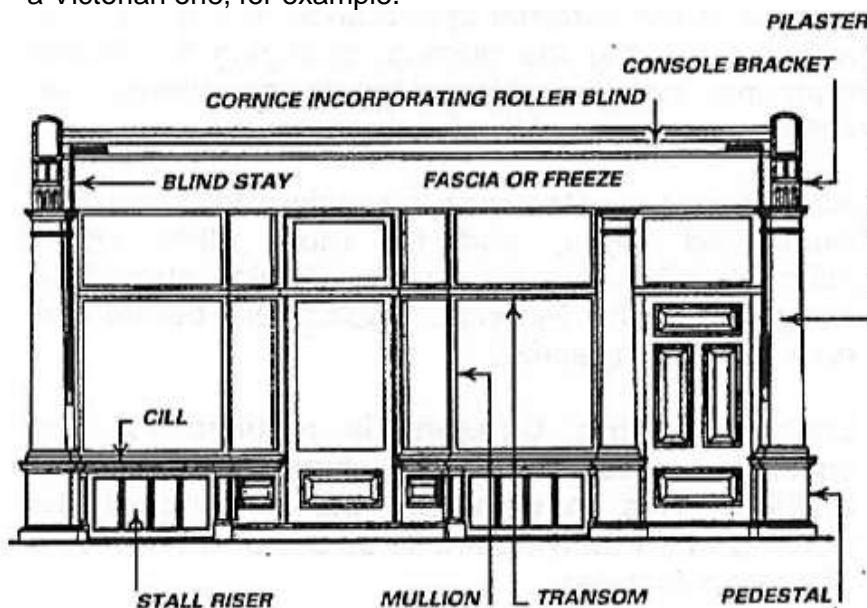 a Victorian one, for example.
PILASTER
CONSOLE BRACKET
CORNICE INCORPORATING ROLLER BLIND
BLIND STAY
FASCIA OR FREEZE
CILL
STALL RISER
MULLION
TRANSOM
PEDESTAL